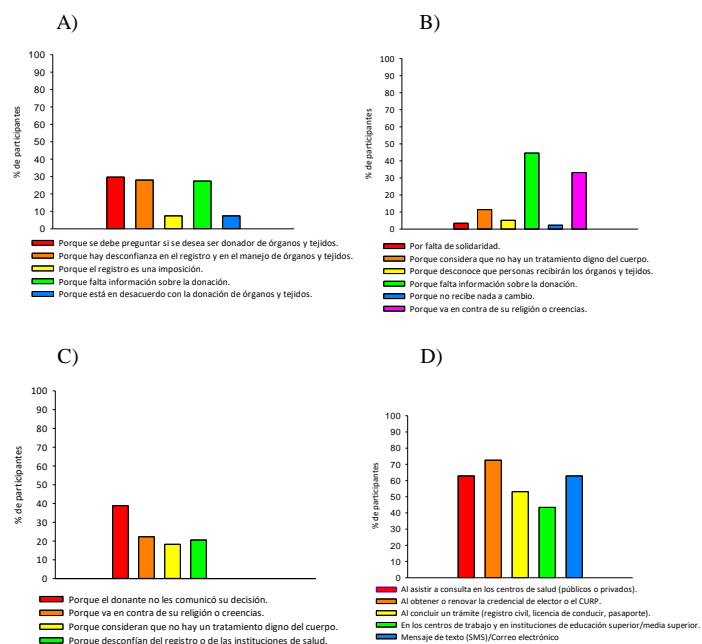 A)
100
90
80
70
60
50
40
30
20
10
0
% de participantes
Porque se debe preguntar si se desea ser donador de órganos y tejidos.
Porque hay desconfianza en el registro y en el manejo de órganos y tejidos.
Porque el registro es una imposición.
Porque falta información sobre la donación.
Porque está en desacuerdo con la donación de órganos y tejidos.
B)
100
90
80
70
60
50
40
30
20
10
0
% de participantes
Por falta de solidaridad.
Porque considera que no hay un tratamiento digno del cuerpo.
Porque desconoce que personas recibirán los órganos y tejidos.
Porque falta información sobre la donación.
Porque no recibe nada a cambio.
Porque va en contra de su religión o creencias.
C)
100
90
80
70
60
50
40
30
20
10
0
% de participantes
Porque el donante no les comunicó su decisión.
Porque va en contra de su religión o creencias.
Porque consideran que no hay un tratamiento digno del cuerpo.
Porque desconfían del registro o de las instituciones de salud.
D)
100
90
80
70
60
50
40
30
20
10
0
% de participantes
Al asistir a consulta en los centros de salud (públicos o privados).
Al obtener o renovar la credencial de elector o el CURP.
Al concluir un trámite (registro civil, licencia de conducir, pasaporte).
En los centros de trabajo y en instituciones de educación superior/media superior.
Mensaje de texto (SMS)/Correo electrónico